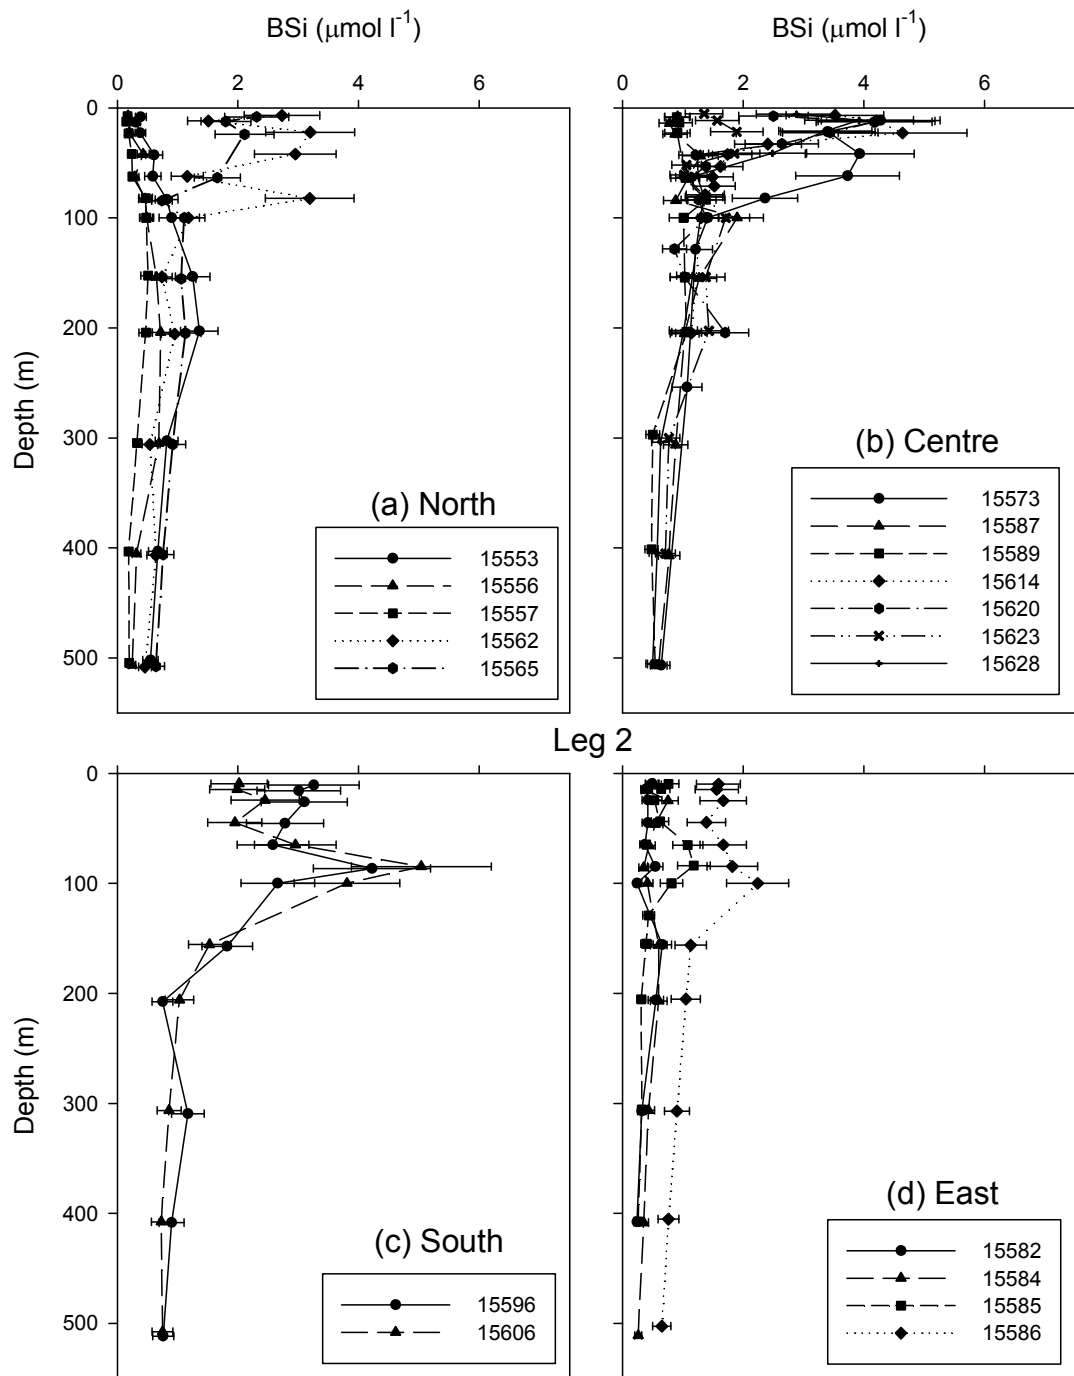 BSi (μmol l⁻¹)
BSi (μmol l⁻¹)
0 2 4 6
0 2 4 6
0
100
200
300
400
500
Depth (m)
(a) North
15553
15556
15557
15562
15565
(b) Centre
15573
15587
15589
15614
15620
15623
15628
Leg 2
0
100
200
300
400
500
Depth (m)
(c) South
15596
15606
(d) East
15582
15584
15585
15586